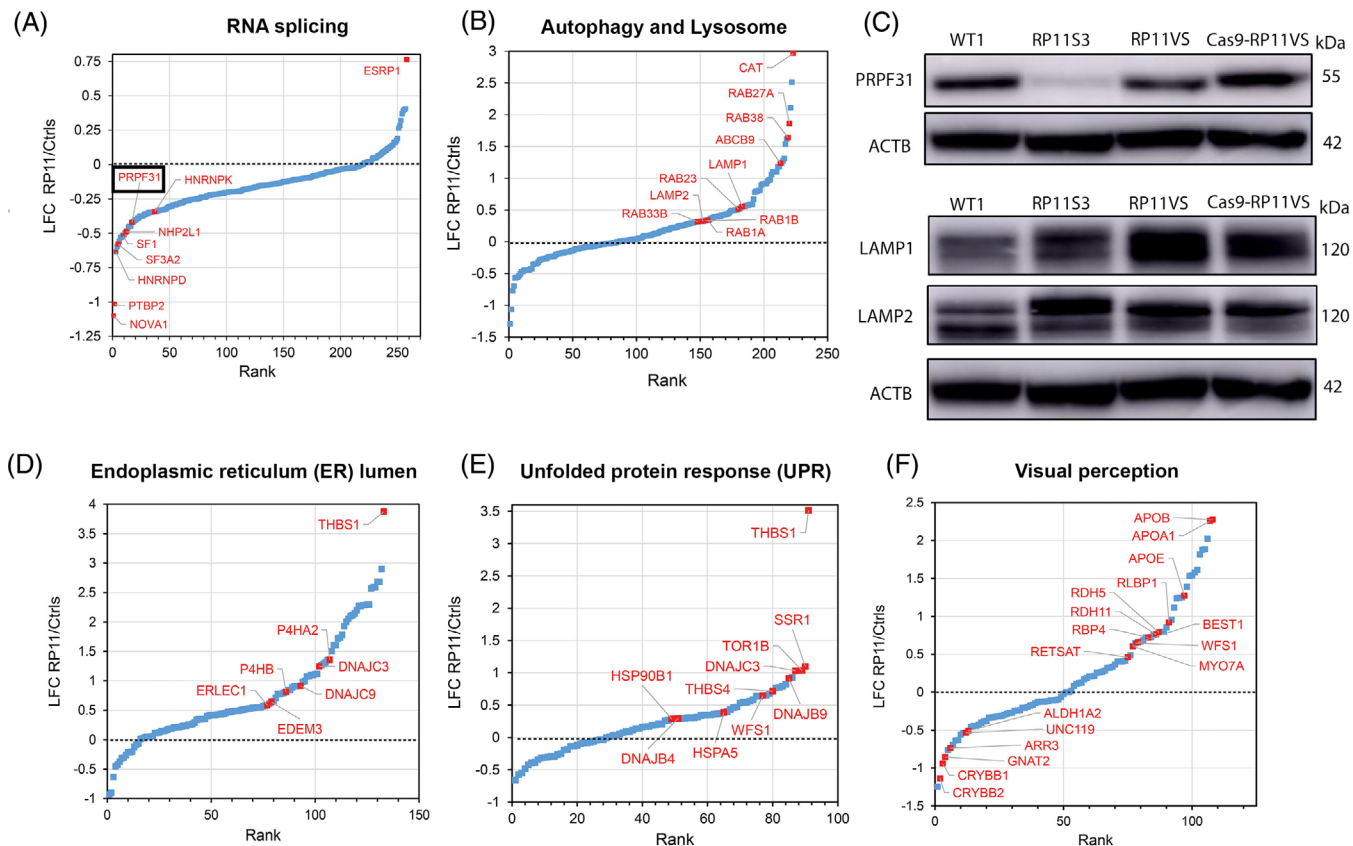 (A)
RNA splicing
LFC RP11/Ctrls
0.75
0.5
0.25
0
-0.25
-0.5
-0.75
-1
-1.25
ESRP1
PRPF31
HNRNPK
NHP2L1
SF1
SF3A2
HNRNPD
PTBP2
NOVA1
0 50 100 150 200 250
Rank
(B)
Autophagy and Lysosome
LFC RP11/Ctrls
3
2.5
2
1.5
1
0.5
0
-0.5
-1
-1.5
CAT
RAB27A
RAB38
ABCB9
LAMP1
RAB23
LAMP2
RAB33B
RAB1B
RAB1A
0 50 100 150 200 250
Rank
(C)
WT1 RP11S3 RP11VS Cas9-RP11VS kDa
PRPF31 55
ACTB 42
WT1 RP11S3 RP11VS Cas9-RP11VS kDa
LAMP1 120
LAMP2 120
ACTB 42
(D)
Endoplasmic reticulum (ER) lumen
LFC RP11/Ctrls
4
3.5
3
2.5
2
1.5
1
0.5
0
-0.5
-1
THBS1
P4HA2
DNAJC3
P4HB
DNAJC9
ERLEC1
EDEM3
0 50 100 150
Rank
(E)
Unfolded protein response (UPR)
LFC RP11/Ctrls
3.5
3
2.5
2
1.5
1
0.5
0
-0.5
-1
THBS1
SSR1
TOR1B
DNAJC3
HSP90B1
THBS4
DNAJB9
WFS1
HSPA5
DNAJB4
0 20 40 60 80 100
Rank
(F)
Visual perception
LFC RP11/Ctrls
2.5
2
1.5
1
0.5
0
-0.5
-1
-1.5
APOB
APOA1
APOE
RLBP1
RDH5
RDH11
BEST1
RBP4
WFS1
RETSAT
MYO7A
ALDH1A2
UNC119
ARR3
GNAT2
CRYBB1
CRYBB2
0 50 100
Rank